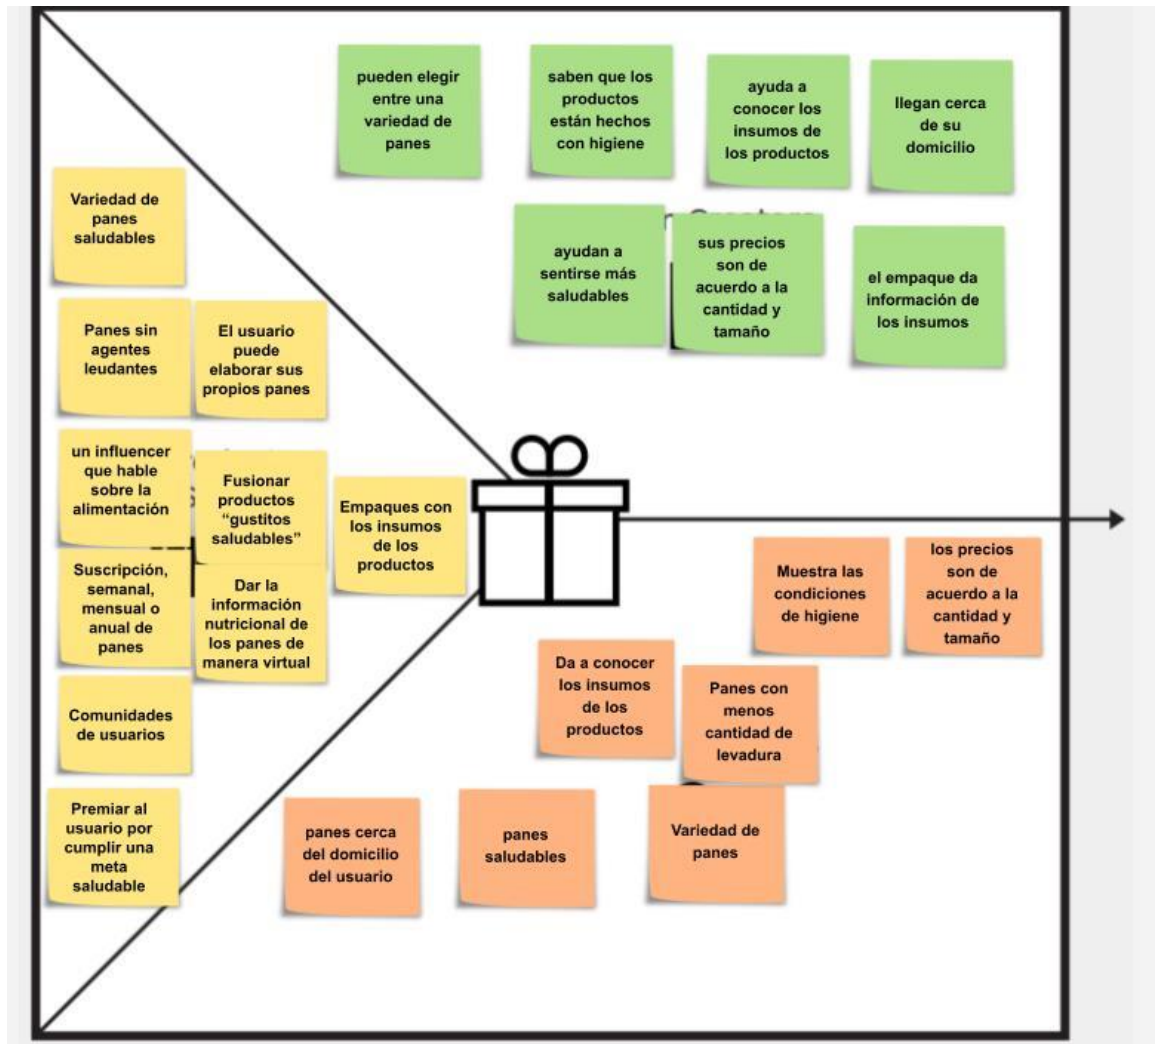 pueden elegir
entre una
variedad de
panes
saben que los
productos
están hechos
con higiene
ayuda a
conocer los
insumos de
los productos
llegan cerca
de su
domicilio
ayudan a
sentirse más
saludables
sus precios
son de
acuerdo a la
cantidad y
tamaño
el empaque da
información de
los insumos
Variedad de
panes
saludables
Panes sin
agentes
leudantes
El usuario
puede
elaborar sus
propios panes
un influencer
que hable
sobre la
alimentación
Fusionar
productos
“gustitos
saludables”
Empaques con
los insumos
de los
productos
Suscripción,
semanal,
mensual o
anual de
panes
Dar la
información
nutricional de
los panes de
manera virtual
Comunidades
de usuarios
Premiar al
usuario por
cumplir una
meta
saludable
Muestra las
condiciones
de higiene
los precios
son de
acuerdo a la
cantidad y
tamaño
Da a conocer
los insumos
de los
productos
Panes con
menos
cantidad de
levadura
panes cerca
del domicilio
del usuario
panes
saludables
Variedad de
panes